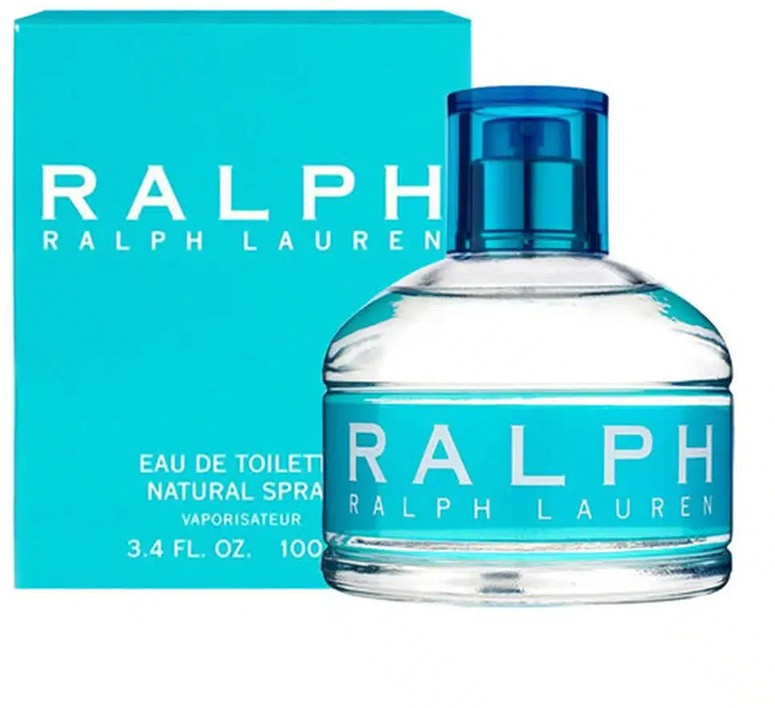 RALPH
RALPH LAUREN
EAU DE TOILETT
NATURAL SPRA
VAPORISATEUR
3.4 FL. OZ. 100
RALPH
RALPH LAUREN